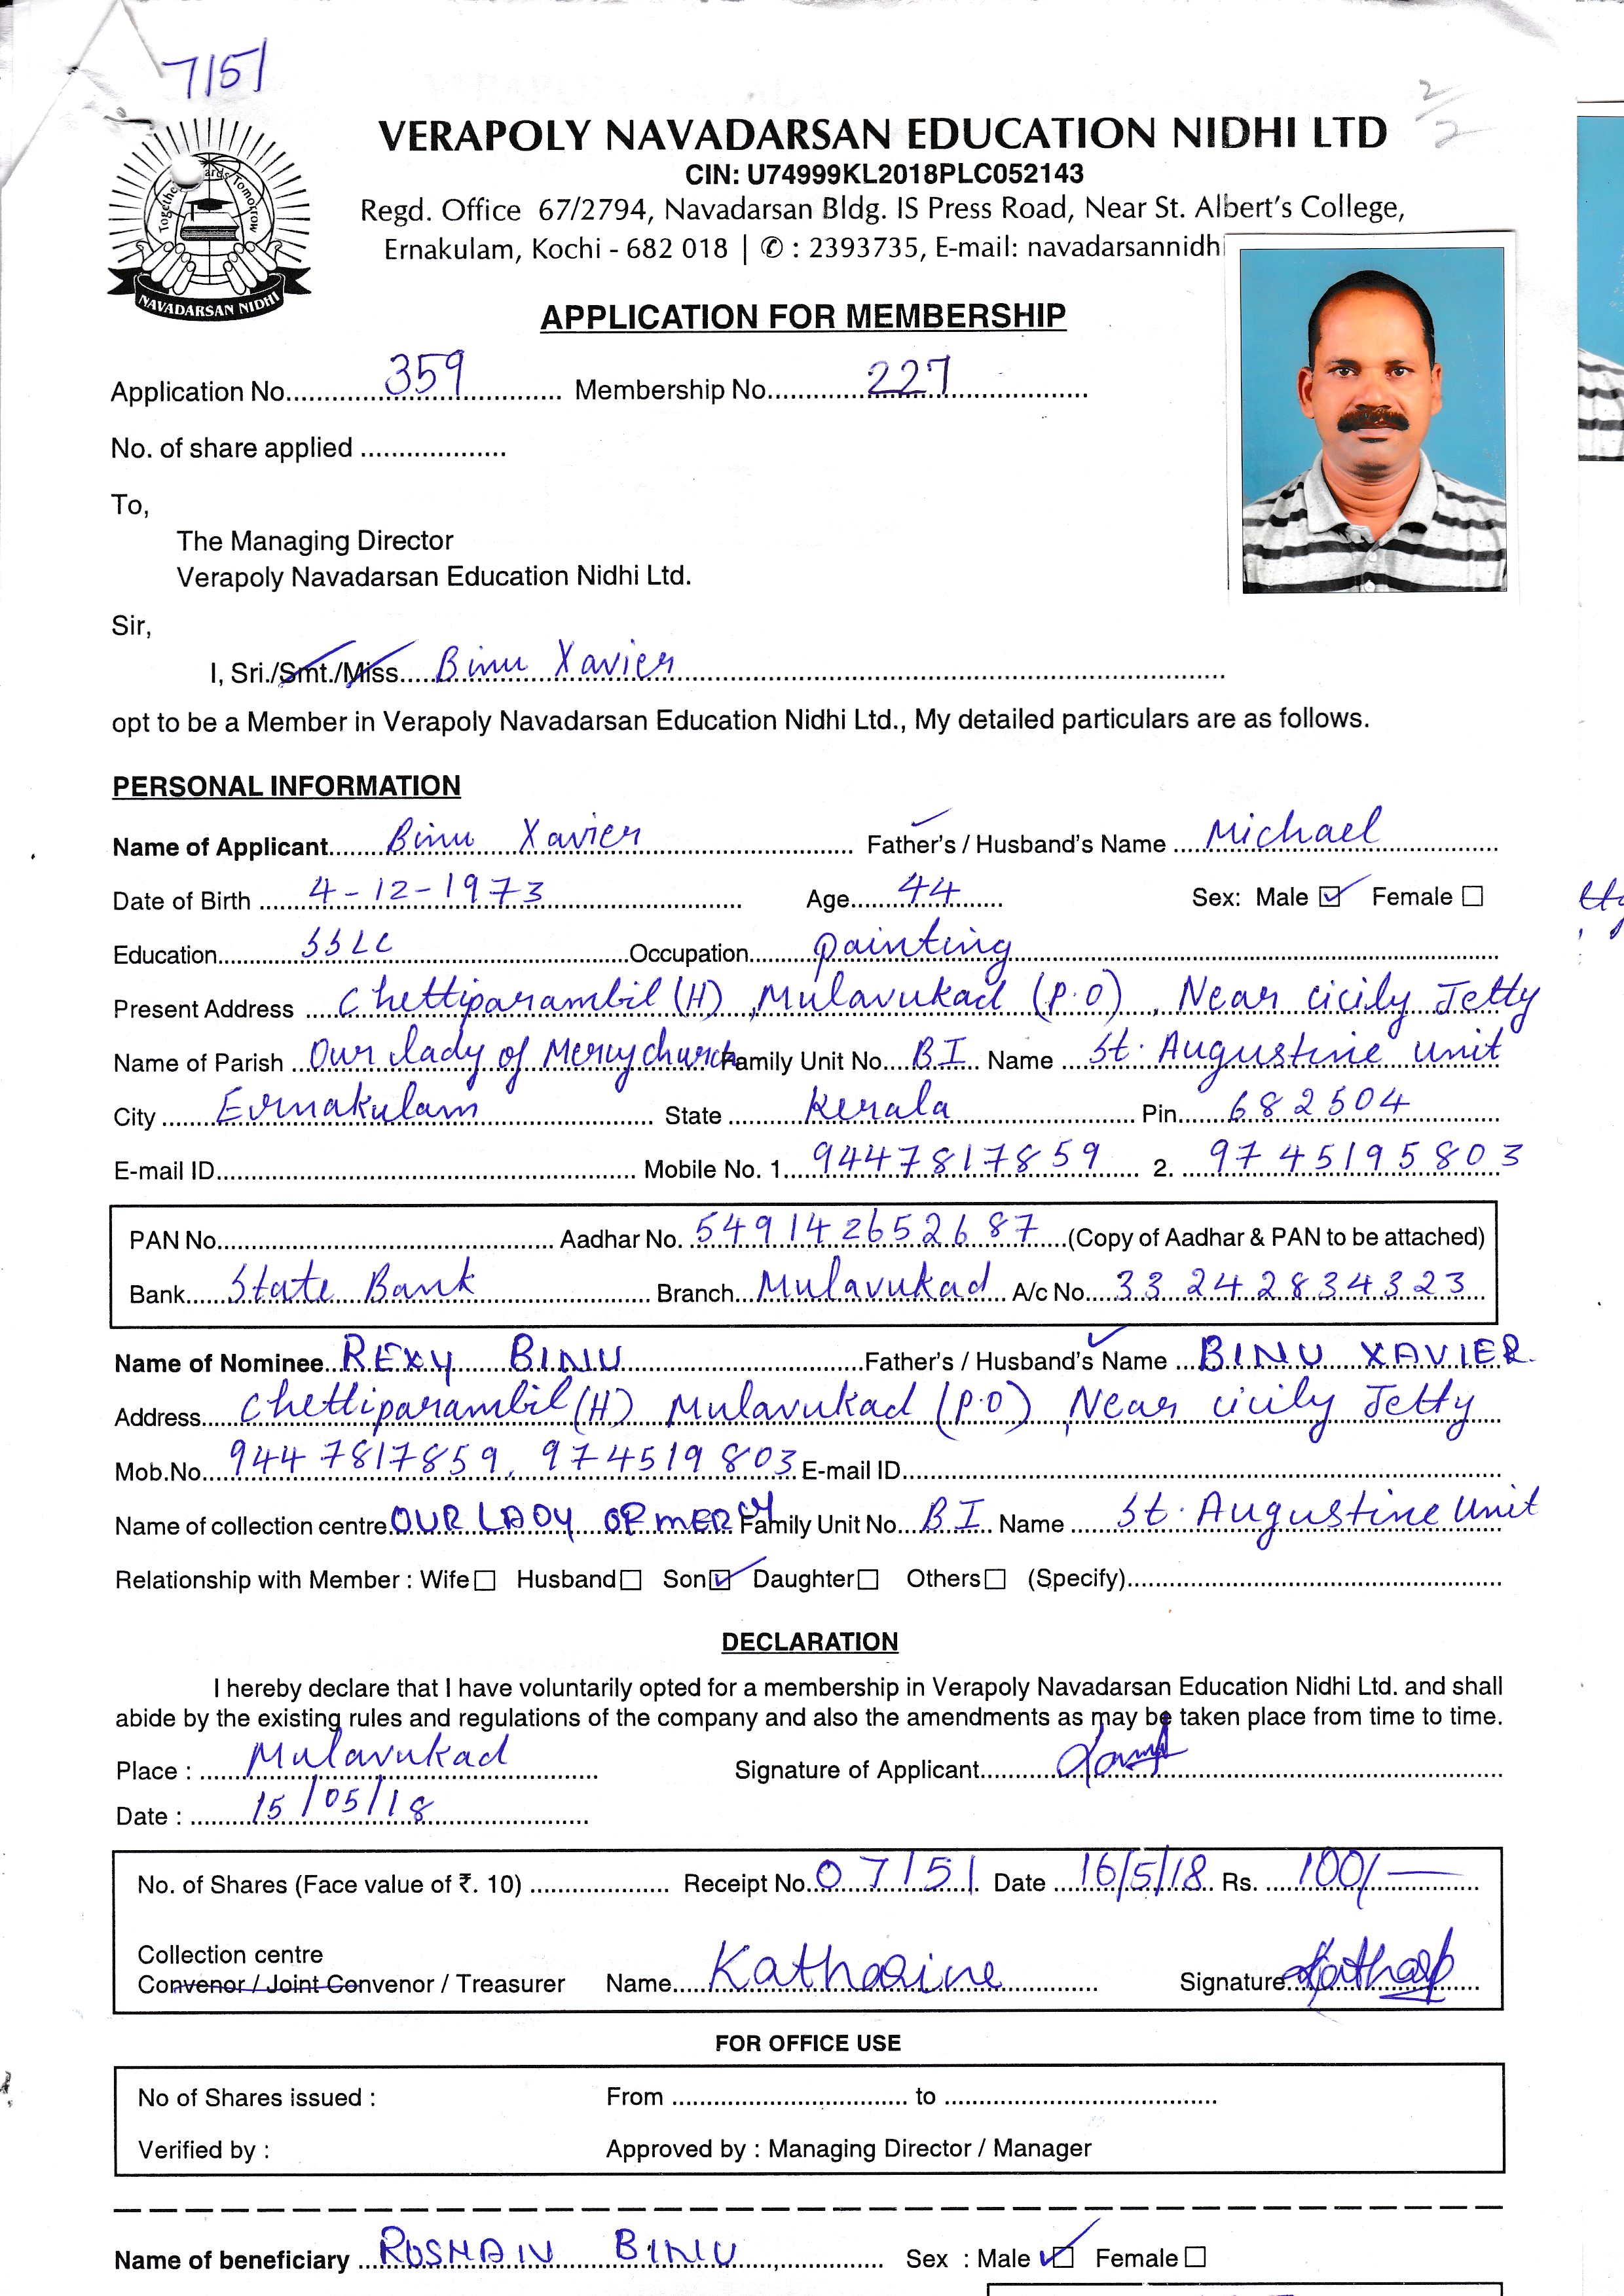 7151
2/2
VERAPOLY NAVADARSAN EDUCATION NIDHI LTD
CIN: U74999KL2018PLC052143
Regd. Office 67/2794, Navadarsan Bldg. IS Press Road, Near St. Albert's College,
Ernakulam, Kochi - 682 018 | ✆ : 2393735, E-mail: navadarsannidh
Together Towards Tomorrow
NAVADARSAN NIDHI
APPLICATION FOR MEMBERSHIP
Application No. 359 Membership No. 227
No. of share applied
To,
The Managing Director
Verapoly Navadarsan Education Nidhi Ltd.
Sir,
I, Sri./Smt./Miss Binu Xavier
opt to be a Member in Verapoly Navadarsan Education Nidhi Ltd., My detailed particulars are as follows.
PERSONAL INFORMATION
Name of Applicant Binu Xavier Father's / Husband's Name Michael
Date of Birth 4-12-1973 Age 44 Sex: Male ☑ Female ☐
Education SSLC Occupation painting
Present Address Chettiparambil (H) ,Mulavukad (P.O) , Near cicily Jetty
Name of Parish Our lady of Mercy church Family Unit No. BI Name St. Augustine unit
City Ernakulam State Kerala Pin 682504
E-mail ID Mobile No. 1. 9447817859 2. 9745195803
PAN No. Aadhar No. 549142652687 (Copy of Aadhar & PAN to be attached)
Bank State Bank Branch Mulavukad A/c No. 33242834323
Name of Nominee REXY BINU Father's / Husband's Name BINU XAVIER.
Address Chettiparambil (H) Mulavukad (P.O) ,Near cicily Jetty
Mob.No. 9447817859, 974519803 E-mail ID
Name of collection centre OUR LADY OF MERCY Family Unit No. BI Name St. Augustine Unit
Relationship with Member : Wife ☐ Husband ☐ Son ☑ Daughter ☐ Others ☐ (Specify)
DECLARATION
I hereby declare that I have voluntarily opted for a membership in Verapoly Navadarsan Education Nidhi Ltd. and shall
abide by the existing rules and regulations of the company and also the amendments as may be taken place from time to time.
Place : Mulavukad Signature of Applicant
Date : 15/05/18
No. of Shares (Face value of ₹. 10) Receipt No. 07151 Date 16/5/18 Rs. 100/-
Collection centre
Convenor / Joint Convenor / Treasurer Name Katharine Signature
FOR OFFICE USE
No of Shares issued : From to
Verified by : Approved by : Managing Director / Manager
Name of beneficiary ROSHAN BINU Sex : Male ☑ Female ☐